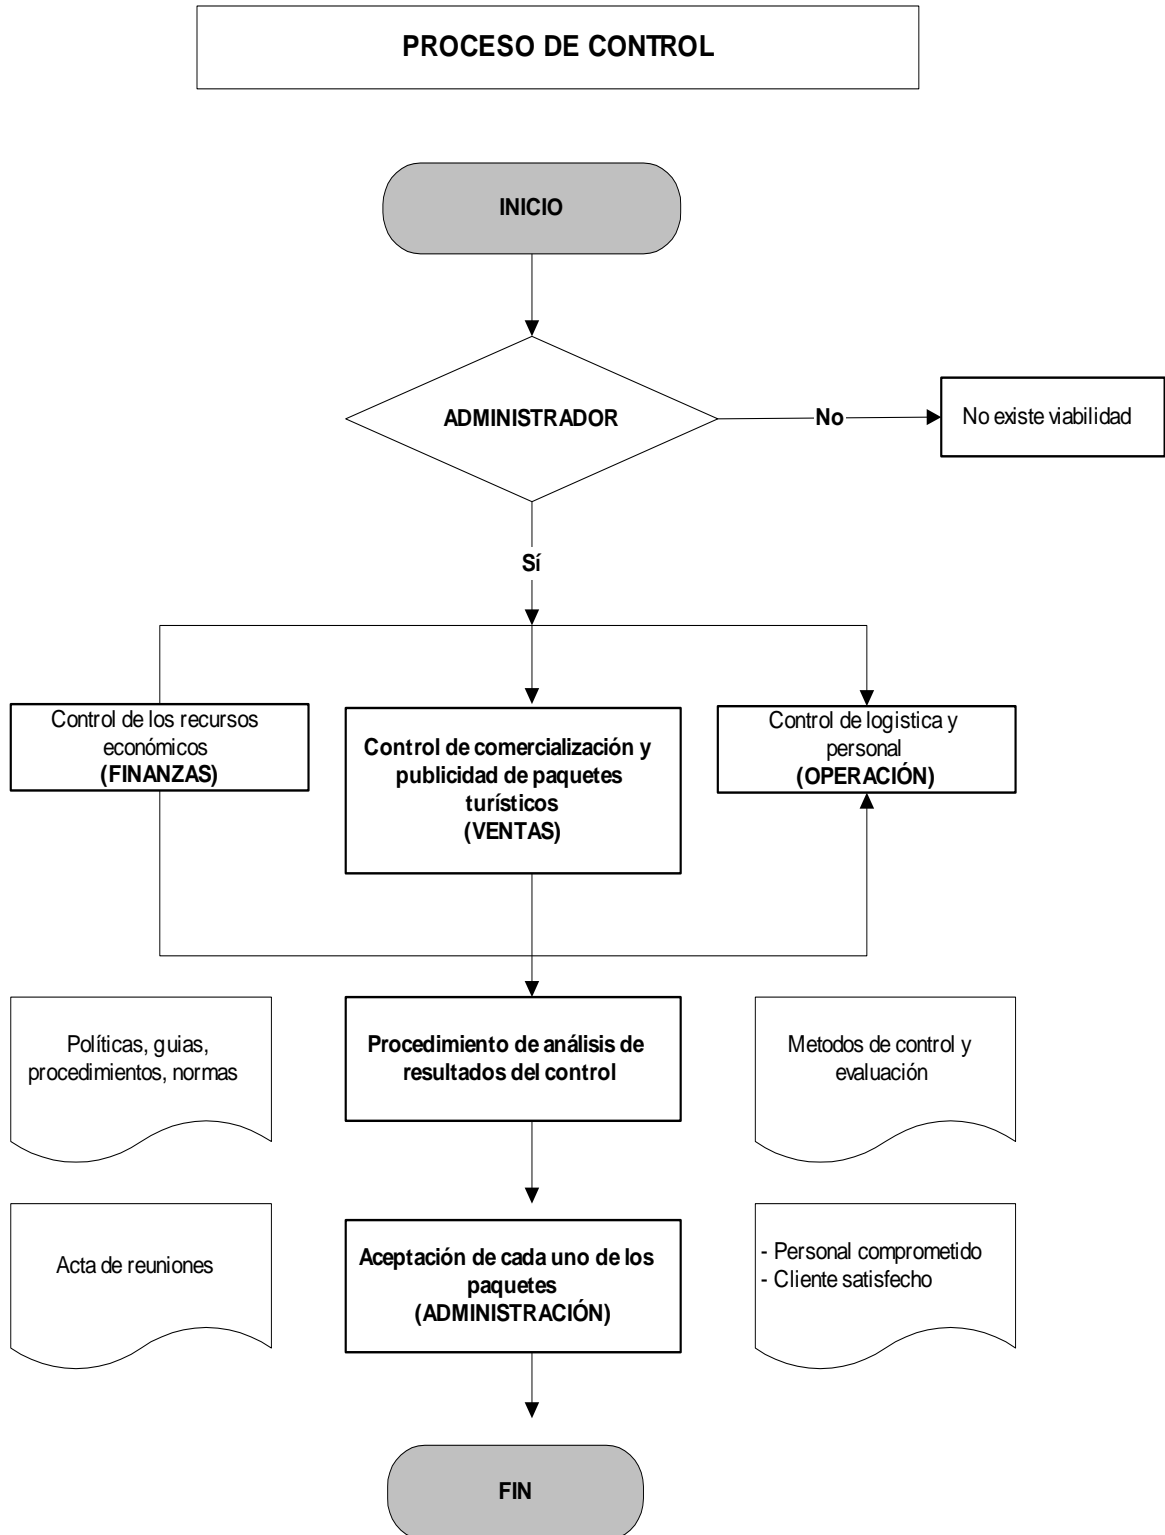 PROCESO DE CONTROL
INICIO
ADMINISTRADOR
No
No existe viabilidad
Sí
Control de los recursos
económicos
(FINANZAS)
Control de comercialización y
publicidad de paquetes
turísticos
(VENTAS)
Control de logistica y
personal
(OPERACIÓN)
Políticas, guias,
procedimientos, normas
Procedimiento de análisis de
resultados del control
Metodos de control y
evaluación
Acta de reuniones
Aceptación de cada uno de los
paquetes
(ADMINISTRACIÓN)
- Personal comprometido
- Cliente satisfecho
FIN